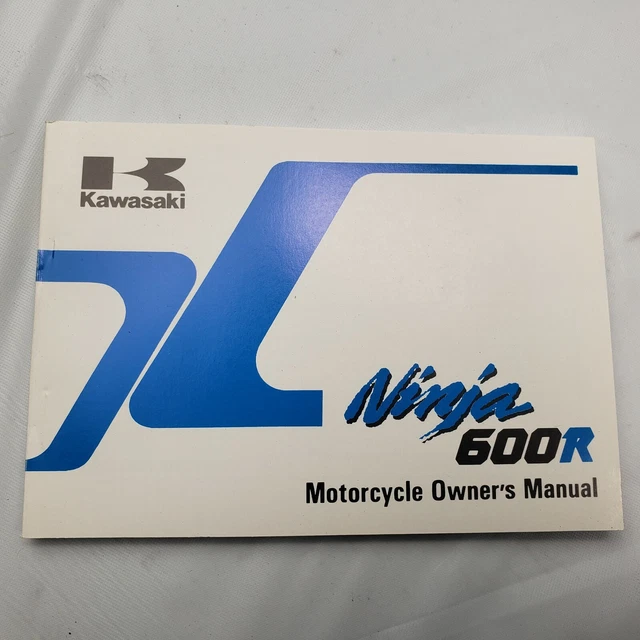 Kawasaki
Ninja
600R
Motorcycle Owner's Manual